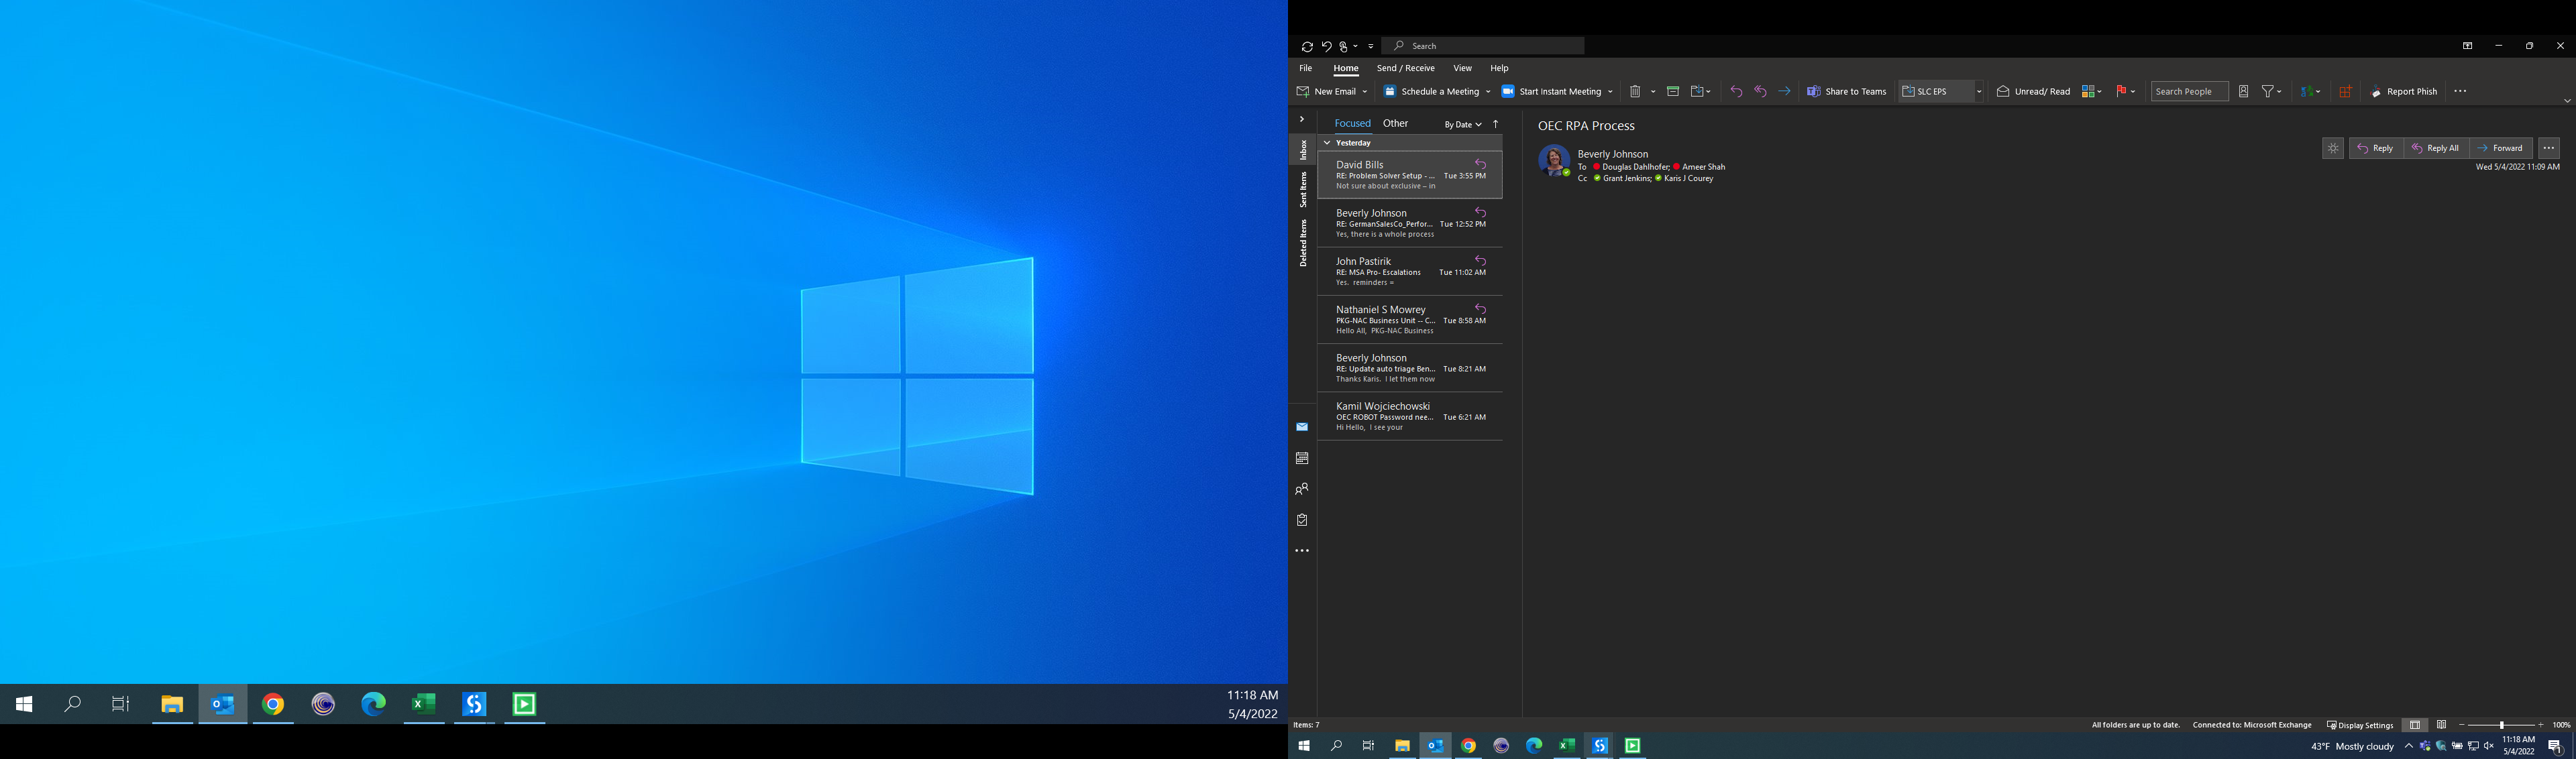 11:18 AM
5/4/2022
Search
File Home Send / Receive View Help
New Email Schedule a Meeting Start Instant Meeting Share to Teams SLC EPS Unread/ Read Search People Report Phish
Focused Other By Date
Yesterday
David Bills
RE: Problem Solver Setup - ... Tue 3:55 PM
Not sure about exclusive – in
Beverly Johnson
RE: GermanSalesCo_Perfor... Tue 12:52 PM
Yes, there is a whole process
John Pastirik
RE: MSA Pro- Escalations Tue 11:02 AM
Yes.  reminders =
Nathaniel S Mowrey
PKG-NAC Business Unit -- C... Tue 8:58 AM
Hello All,  PKG-NAC Business
Beverly Johnson
RE: Update auto triage Ben... Tue 8:21 AM
Thanks Karis.  I let them now
Kamil Wojciechowski
OEC ROBOT Password nee... Tue 6:21 AM
Hi Hello,  I see your
Inbox
Sent Items
Deleted Items
OEC RPA Process
Beverly Johnson
To Douglas Dahlhofer; Ameer Shah
Cc Grant Jenkins; Karis J Courey
Reply Reply All Forward
Wed 5/4/2022 11:09 AM
Items: 7
All folders are up to date. Connected to: Microsoft Exchange Display Settings 100%
43°F Mostly cloudy
11:18 AM
5/4/2022
1